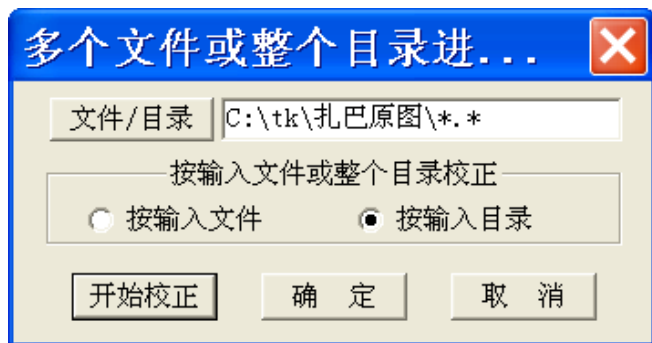 多个文件或整个目录进...
文件/目录 C:\tk\扎巴原图\*.*
按输入文件或整个目录校正
按输入文件 按输入目录
开始校正 确 定 取 消